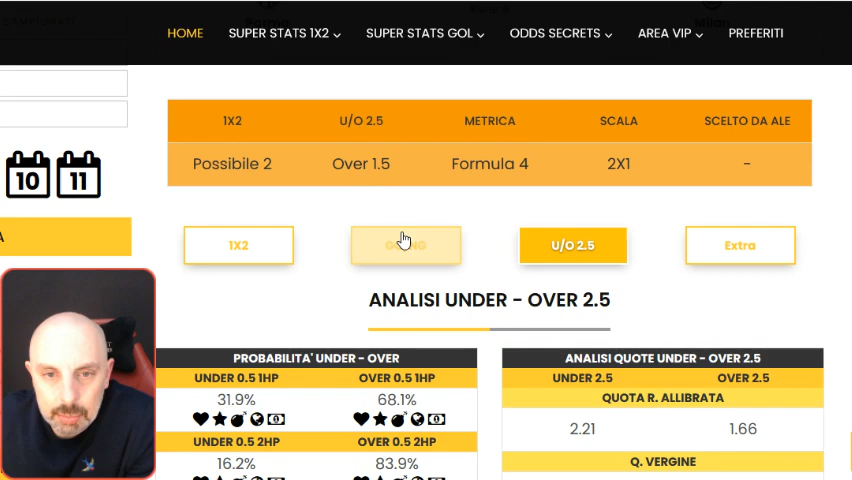 HOME SUPER STATS 1X2 SUPER STATS GOL ODDS SECRETS AREA VIP PREFERITI
1X2 U/O 2.5 METRICA SCALA SCELTO DA ALE
Possibile 2 Over 1.5 Formula 4 2X1 -
10 11
A
1X2 U/O 2.5 Extra
ANALISI UNDER - OVER 2.5
PROBABILITA' UNDER - OVER
UNDER 0.5 1HP OVER 0.5 1HP
31.9% 68.1%
UNDER 0.5 2HP OVER 0.5 2HP
16.2% 83.9%
ANALISI QUOTE UNDER - OVER 2.5
UNDER 2.5 OVER 2.5
QUOTA R. ALLIBRATA
2.21 1.66
Q. VERGINE